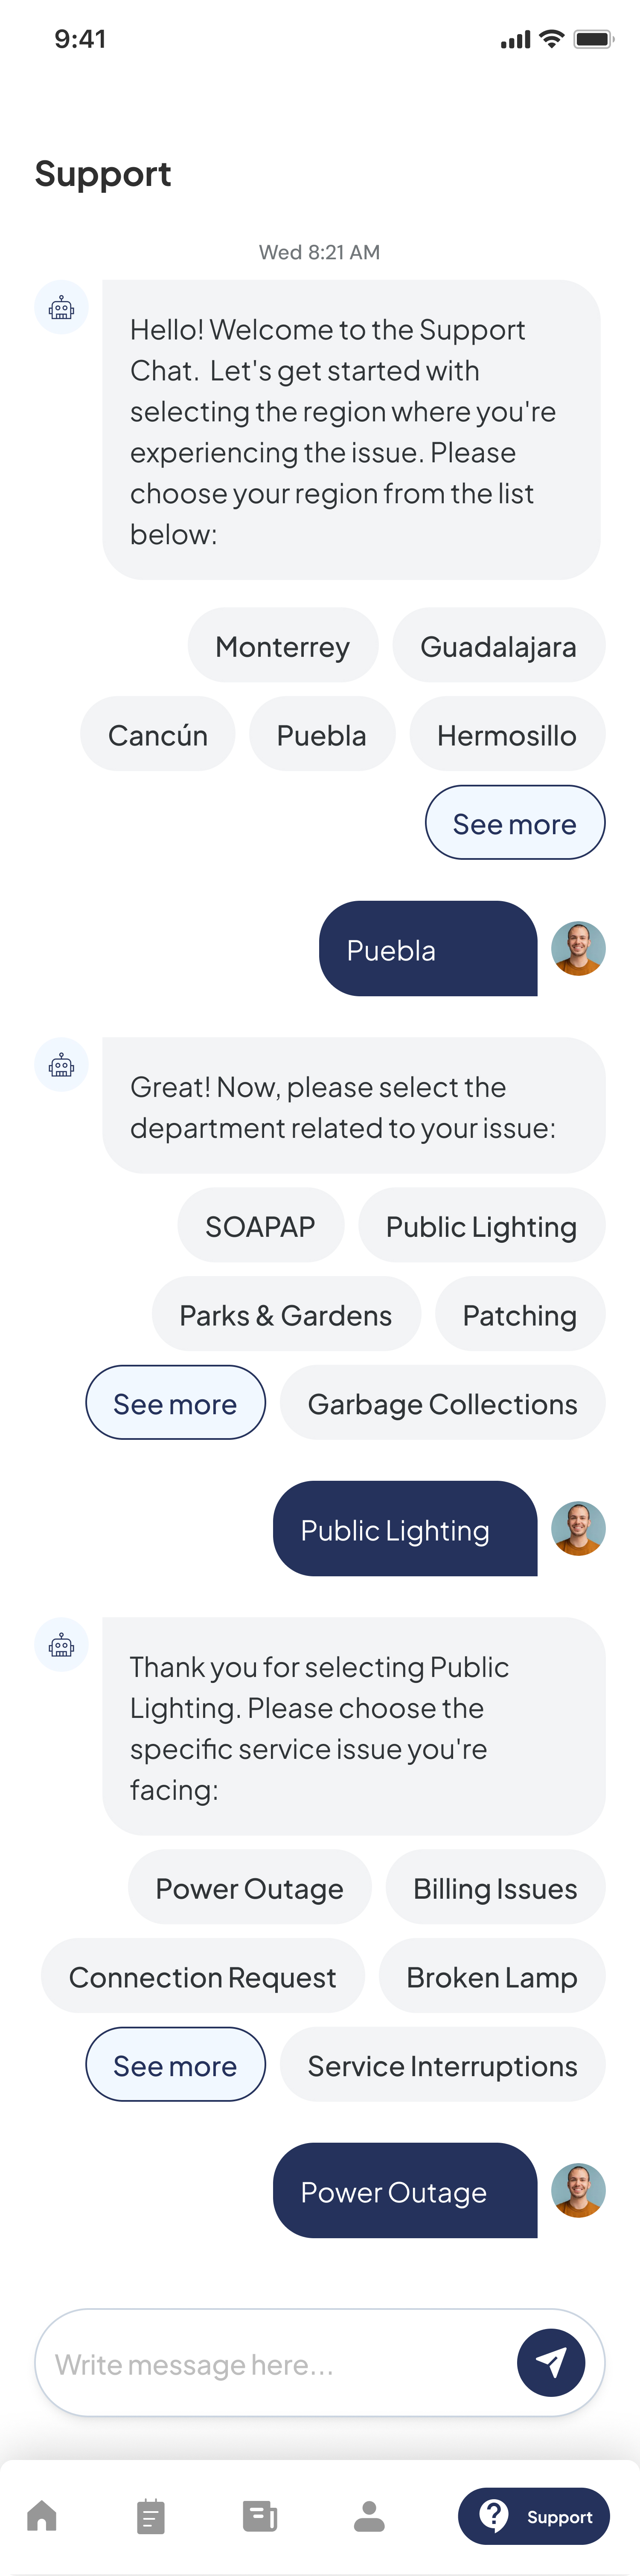 9:41
Support
Wed 8:21 AM
Hello! Welcome to the Support
Chat.  Let's get started with
selecting the region where you're
experiencing the issue. Please
choose your region from the list
below:
Monterrey Guadalajara
Cancún Puebla Hermosillo
See more
Puebla
Great! Now, please select the
department related to your issue:
SOAPAP Public Lighting
Parks & Gardens Patching
See more Garbage Collections
Public Lighting
Thank you for selecting Public
Lighting. Please choose the
specific service issue you're
facing:
Power Outage Billing Issues
Connection Request Broken Lamp
See more Service Interruptions
Power Outage
Write message here...
Support